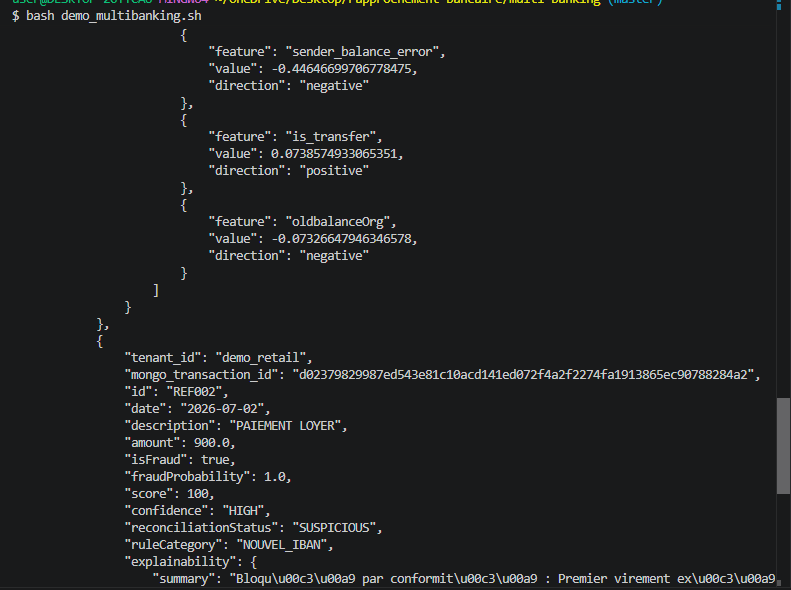 $ bash demo_multibanking.sh
{
"feature": "sender_balance_error",
"value": -0.44646699706778475,
"direction": "negative"
},
{
"feature": "is_transfer",
"value": 0.0738574933065351,
"direction": "positive"
},
{
"feature": "oldbalanceOrg",
"value": -0.07326647946346578,
"direction": "negative"
}
]
}
},
{
"tenant_id": "demo_retail",
"mongo_transaction_id": "d02379829987ed543e81c10acd141ed072f4a2f2274fa1913865ec90788284a2",
"id": "REF002",
"date": "2026-07-02",
"description": "PAIEMENT LOYER",
"amount": 900.0,
"isFraud": true,
"fraudProbability": 1.0,
"score": 100,
"confidence": "HIGH",
"reconciliationStatus": "SUSPICIOUS",
"ruleCategory": "NOUVEL_IBAN",
"explainability": {
"summary": "Bloqu\u00c3\u00a9 par conformit\u00c3\u00a9 : Premier virement ex\u00c3\u00a9